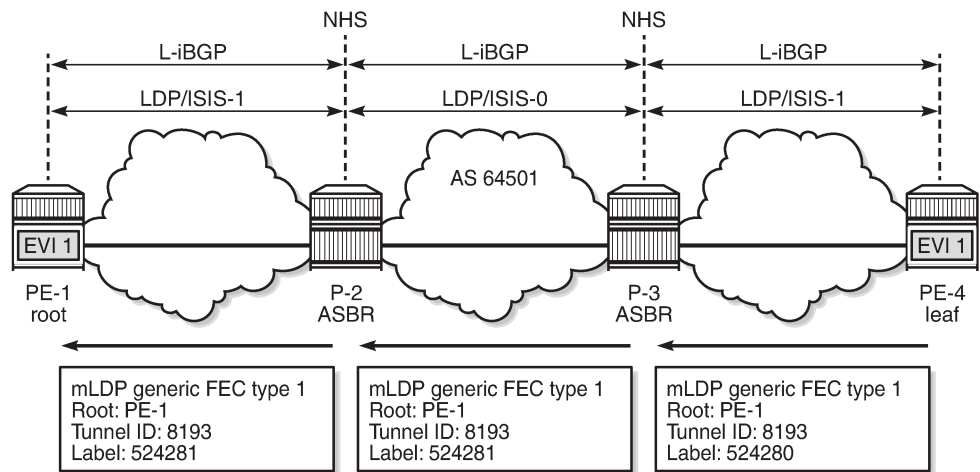 NHS
NHS
L-iBGP
L-iBGP
L-iBGP
LDP/ISIS-1
LDP/ISIS-0
LDP/ISIS-1
AS 64501
EVI 1
EVI 1
PE-1
root
P-2
ASBR
P-3
ASBR
PE-4
leaf
mLDP generic FEC type 1
Root: PE-1
Tunnel ID: 8193
Label: 524281
mLDP generic FEC type 1
Root: PE-1
Tunnel ID: 8193
Label: 524281
mLDP generic FEC type 1
Root: PE-1
Tunnel ID: 8193
Label: 524280